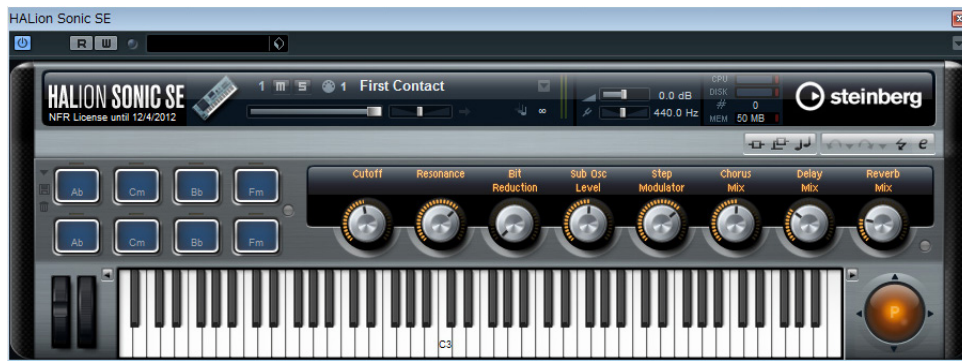 HALion Sonic SE
R W
1 m s 1 First Contact
HALION SONIC SE
NFR License until 12/4/2012
∞
0.0 dB
440.0 Hz
CPU
DISK
# 0
MEM 50 MB
steinberg
e
Ab Cm Bb Fm
Ab Cm Bb Fm
Cutoff
Resonance
Bit
Reduction
Sub Osc
Level
Step
Modulator
Chorus
Mix
Delay
Mix
Reverb
Mix
C3
P